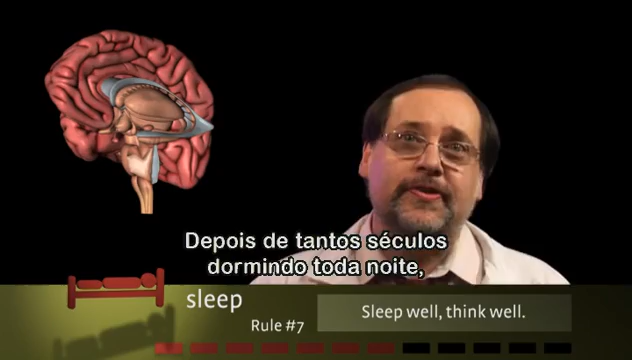 Depois de tantos séculos
dormindo toda noite,
sleep
Rule #7
Sleep well, think well.